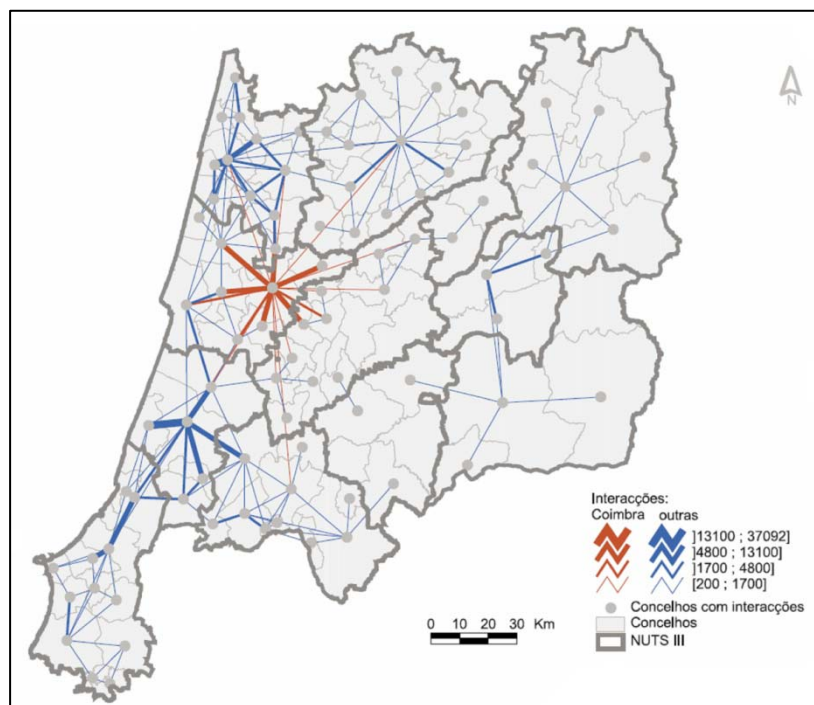 N
Interacções:
Coimbra outras
]13100 ; 37092]
]4800 ; 13100]
]1700 ; 4800]
[200 ; 1700]
Concelhos com interacções
Concelhos
NUTS III
0 10 20 30 Km